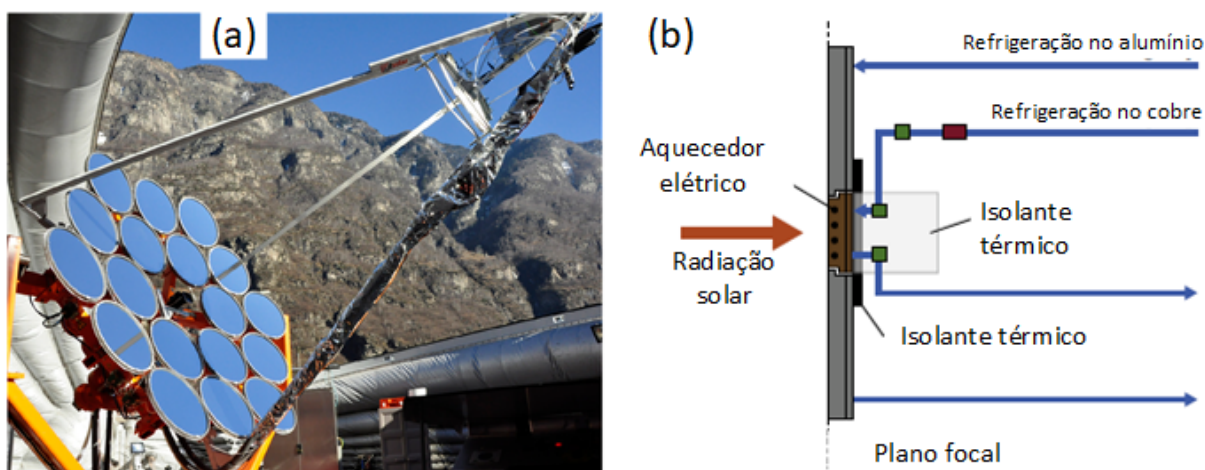 (a)
(b)
Refrigeração no alumínio
Refrigeração no cobre
Aquecedor
elétrico
Isolante
térmico
Radiação
solar
Isolante térmico
Plano focal